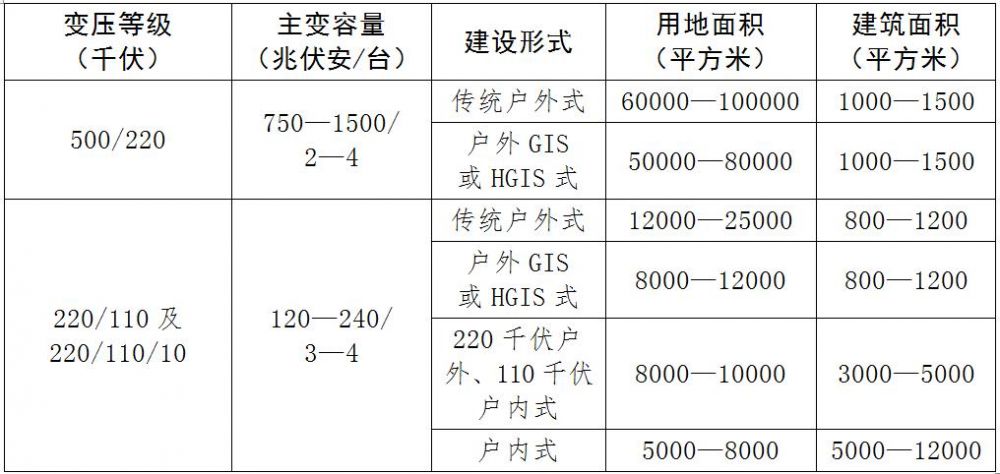 变压等级
（千伏）
主变容量
（兆伏安/台）
建设形式
用地面积
（平方米）
建筑面积
（平方米）
500/220
750—1500/
2—4
传统户外式
60000—100000
1000—1500
户外 GIS
或 HGIS 式
50000—80000
1000—1500
220/110 及
220/110/10
120—240/
3—4
传统户外式
12000—25000
800—1200
户外 GIS
或 HGIS 式
8000—12000
800—1200
220 千伏户
外、110 千伏
户内式
8000—10000
3000—5000
户内式
5000—8000
5000—12000